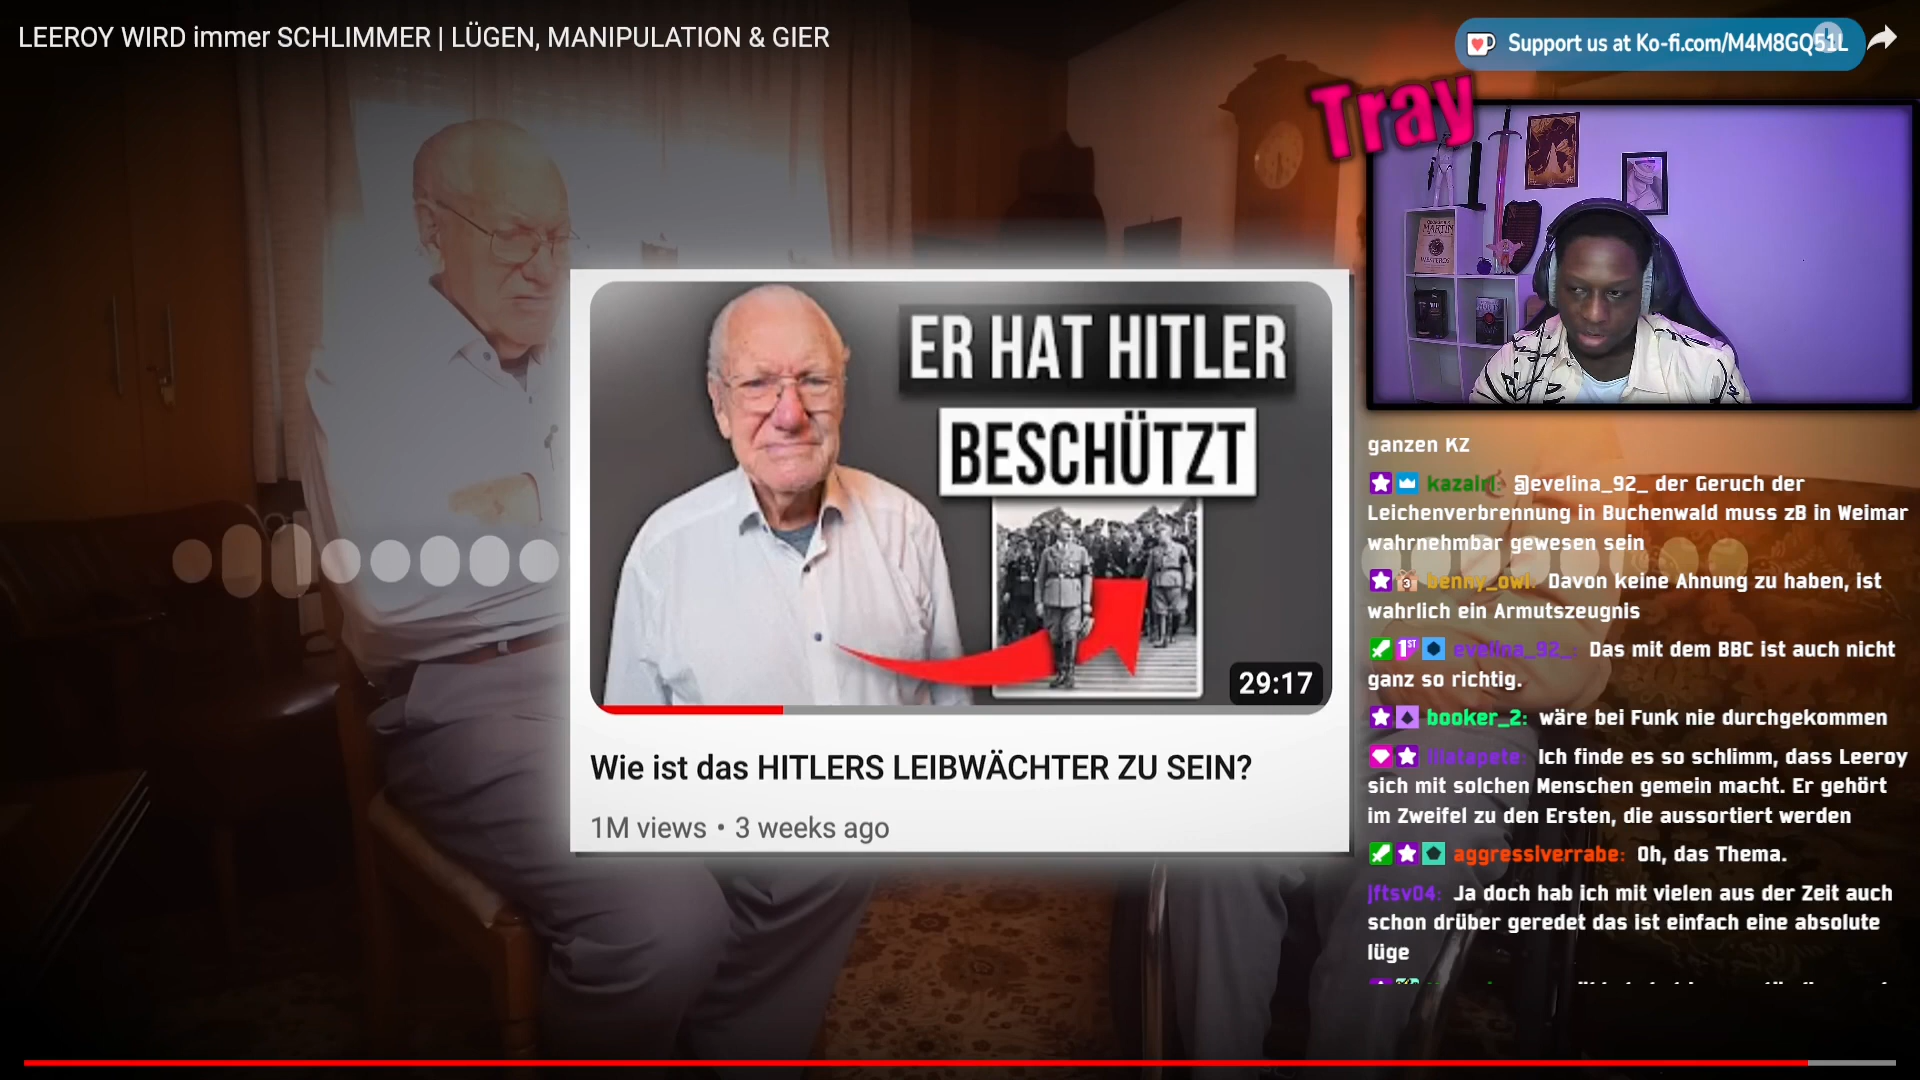 LEEROY WIRD immer SCHLIMMER | LÜGEN, MANIPULATION & GIER
Support us at Ko-fi.com/M4M8GQ51L
Tray
MARTIN
ER HAT HITLER
BESCHÜTZT
29:17
Wie ist das HITLERS LEIBWÄCHTER ZU SEIN?
1M views • 3 weeks ago
ganzen KZ
@evelina_92_ der Geruch der
Leichenverbrennung in Buchenwald muss zB in Weimar
wahrnehmbar gewesen sein
benny_owl: Davon keine Ahnung zu haben, ist
wahrlich ein Armutszeugnis
evelina_92_: Das mit dem BBC ist auch nicht
ganz so richtig.
booker_2: wäre bei Funk nie durchgekommen
lilatapete: Ich finde es so schlimm, dass Leeroy
sich mit solchen Menschen gemein macht. Er gehört
im Zweifel zu den Ersten, die aussortiert werden
aggressiverrabe: Oh, das Thema.
jftsv04: Ja doch hab ich mit vielen aus der Zeit auch
schon drüber geredet das ist einfach eine absolute
lüge